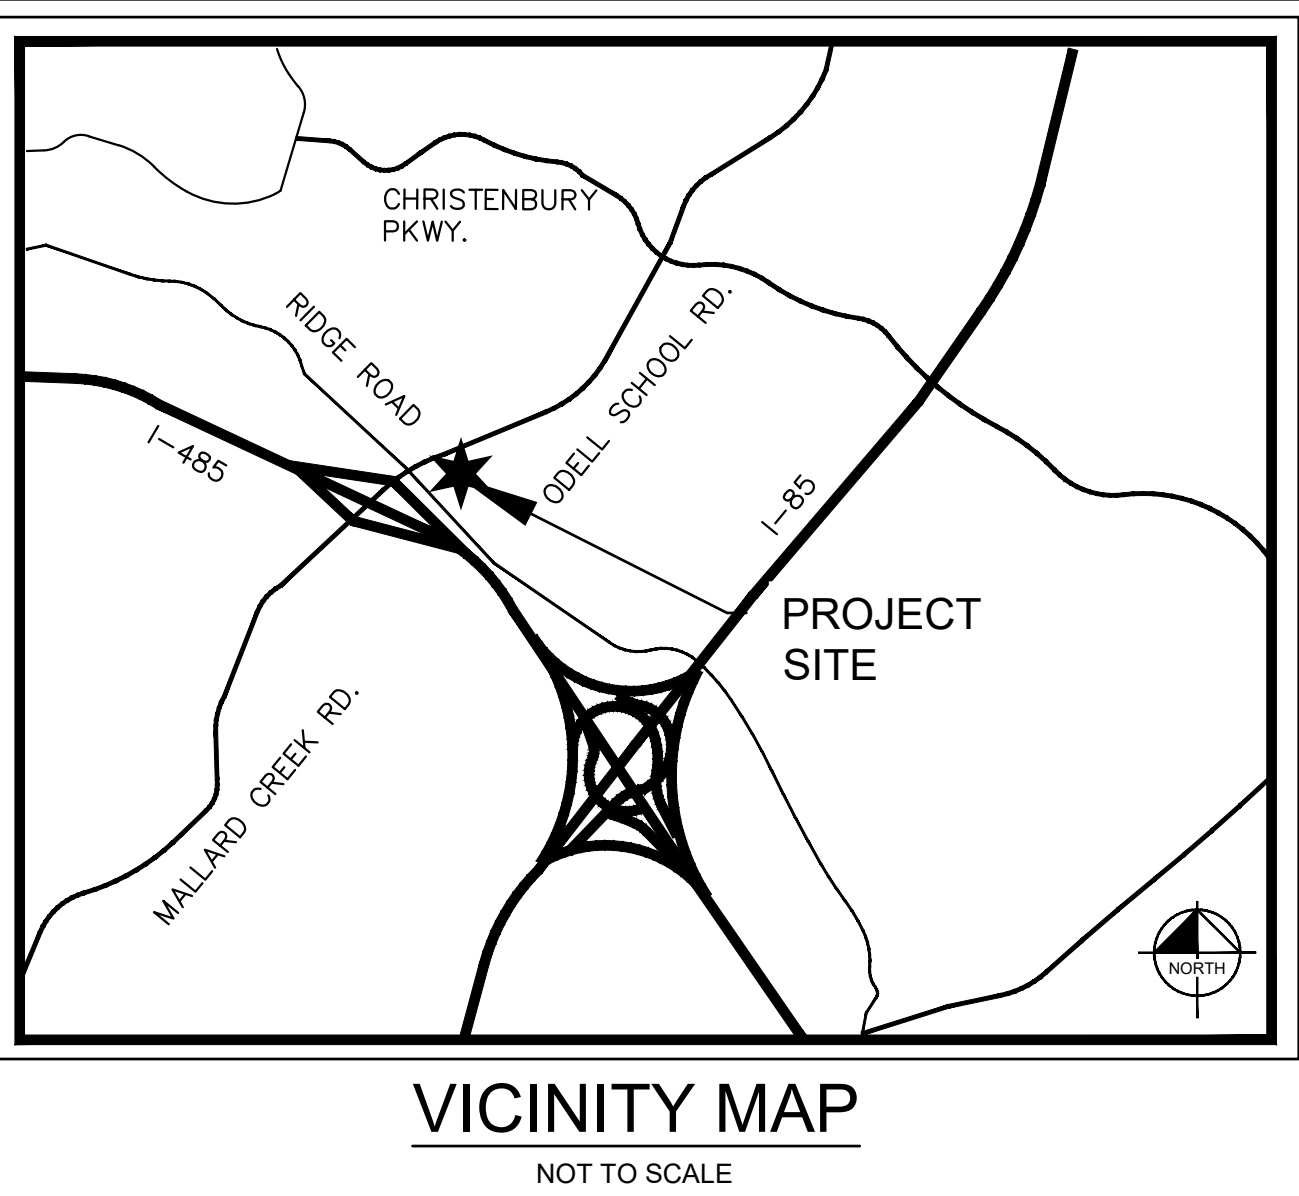 CHRISTENBURY
PKWY.
RIDGE ROAD
ODELL SCHOOL RD.
I-485
I-85
PROJECT
SITE
MALLARD CREEK RD.
NORTH
VICINITY MAP
NOT TO SCALE